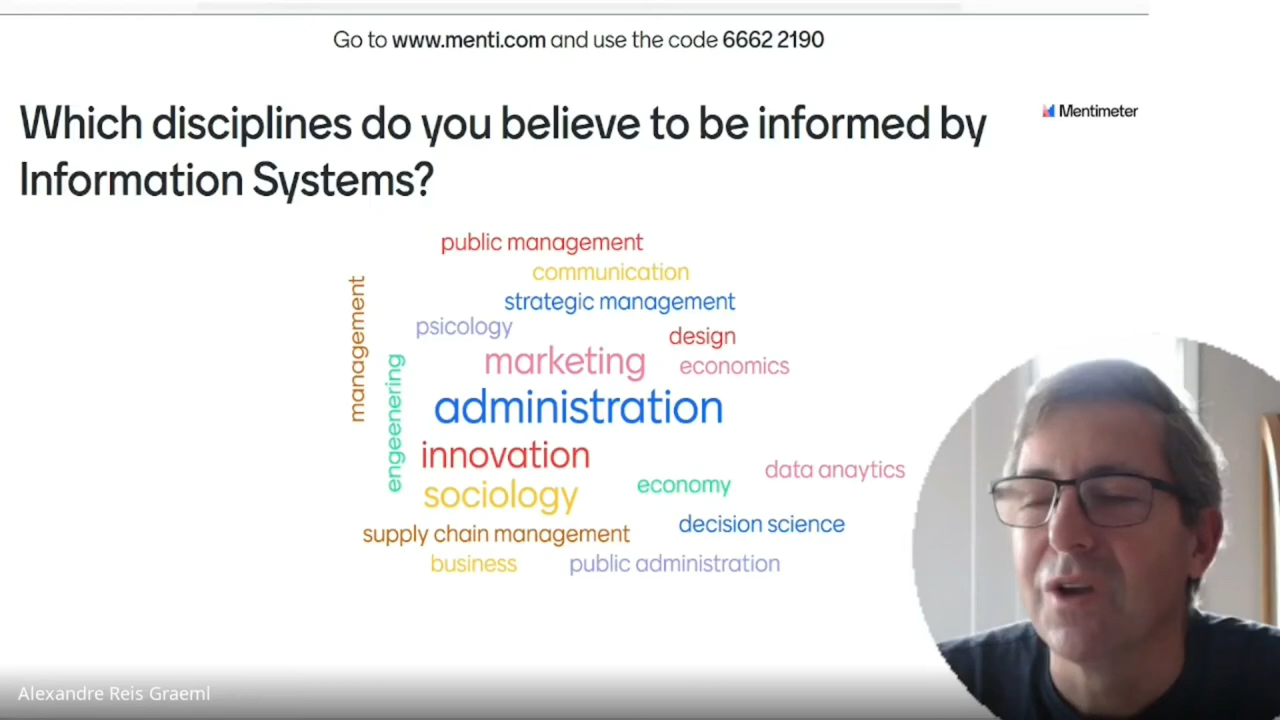 Go to www.menti.com and use the code 6662 2190
Which disciplines do you believe to be informed by
Information Systems?
Mentimeter
public management
communication
strategic management
management
psicology
design
marketing
economics
engeenering
administration
innovation
data anaytics
economy
sociology
decision science
supply chain management
business
public administration
Alexandre Reis Graeml